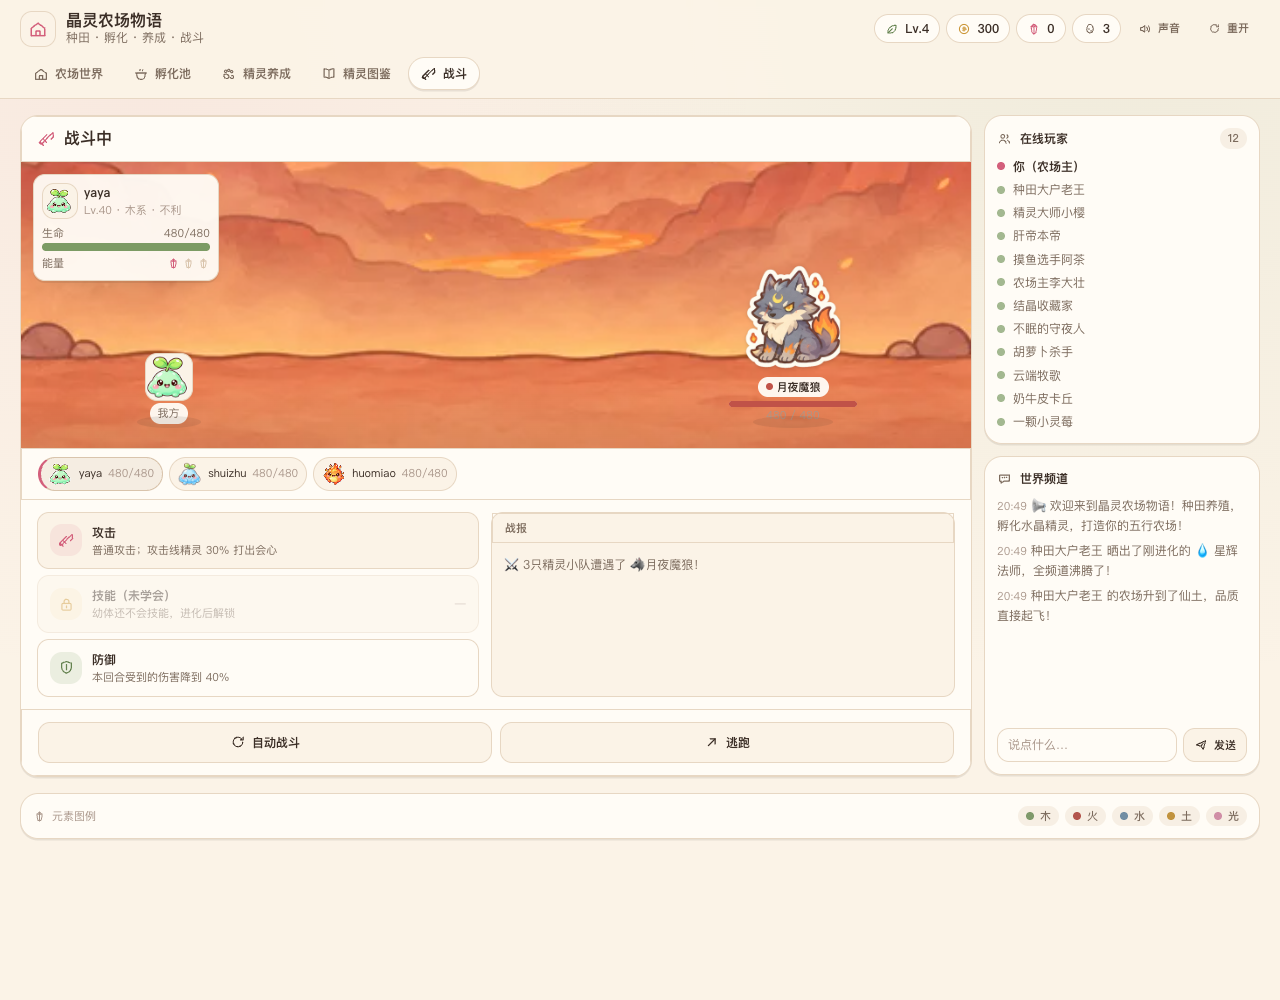 晶灵农场物语
种田 · 孵化 · 养成 · 战斗
Lv.4
300
0
3
声音
重开
农场世界
孵化池
精灵养成
精灵图鉴
战斗
战斗中
yaya
Lv.40 · 木系 · 不利
生命 480/480
能量
我方
月夜魔狼
yaya 480/480
shuizhu 480/480
huomiao 480/480
攻击
普通攻击；攻击线精灵 30% 打出会心
技能（未学会）
幼体还不会技能，进化后解锁
—
防御
本回合受到的伤害降到 40%
战报
⚔ 3只精灵小队遭遇了 🐺月夜魔狼！
自动战斗
逃跑
在线玩家
12
你（农场主）
种田大户老王
精灵大师小樱
肝帝本帝
摸鱼选手阿茶
农场主李大壮
结晶收藏家
不眠的守夜人
胡萝卜杀手
云端牧歌
奶牛皮卡丘
一颗小灵莓
世界频道
20:49 📢 欢迎来到晶灵农场物语！种田养殖，
孵化水晶精灵，打造你的五行农场！
20:49 种田大户老王 晒出了刚进化的 💧 星辉
法师，全频道沸腾了！
20:49 种田大户老王 的农场升到了仙土，品质
直接起飞！
说点什么…
发送
元素图例
木
火
水
土
光